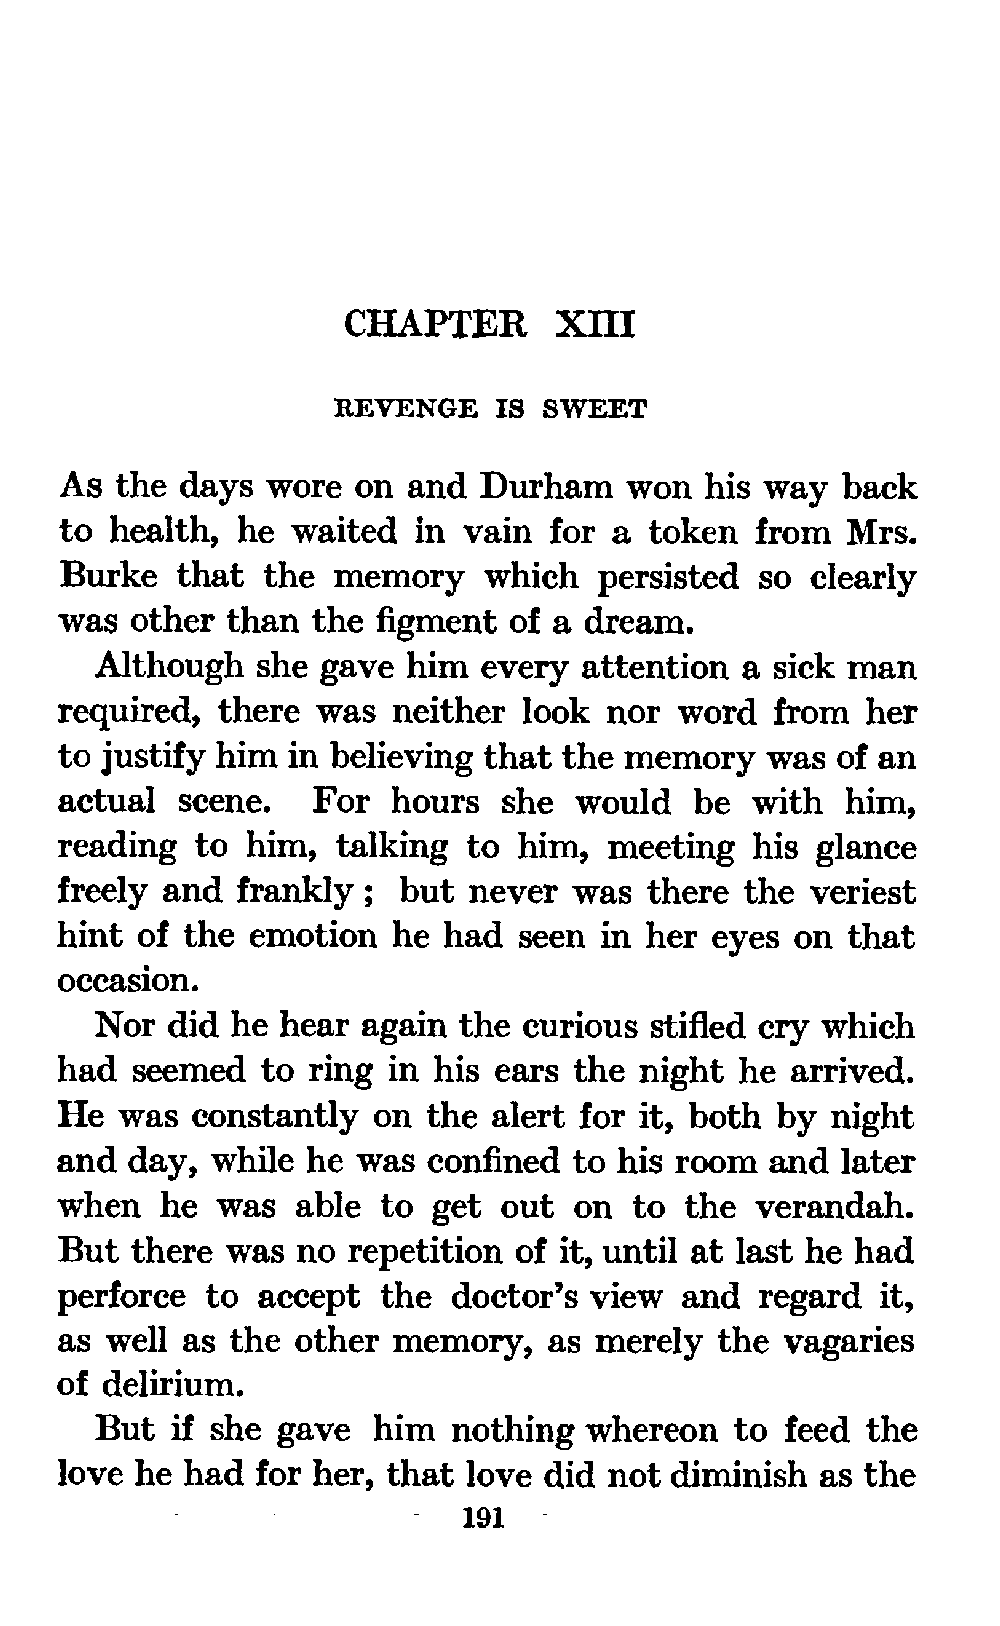 CHAPTER XIII
REVENGE IS SWEET
As the days wore on and Durham won his way back
to health, he waited in vain for a token from Mrs.
Burke that the memory which persisted so clearly
was other than the figment of a dream.
Although she gave him every attention a sick man
required, there was neither look nor word from her
to justify him in believing that the memory was of an
actual scene. For hours she would be with him,
reading to him, talking to him, meeting his glance
freely and frankly ; but never was there the veriest
hint of the emotion he had seen in her eyes on that
occasion.
Nor did he hear again the curious stifled cry which
had seemed to ring in his ears the night he arrived.
He was constantly on the alert for it, both by night
and day, while he was confined to his room and later
when he was able to get out on to the verandah.
But there was no repetition of it, until at last he had
perforce to accept the doctor's view and regard it,
as well as the other memory, as merely the vagaries
of delirium.
But if she gave him nothing whereon to feed the
love he had for her, that love did not diminish as the
191